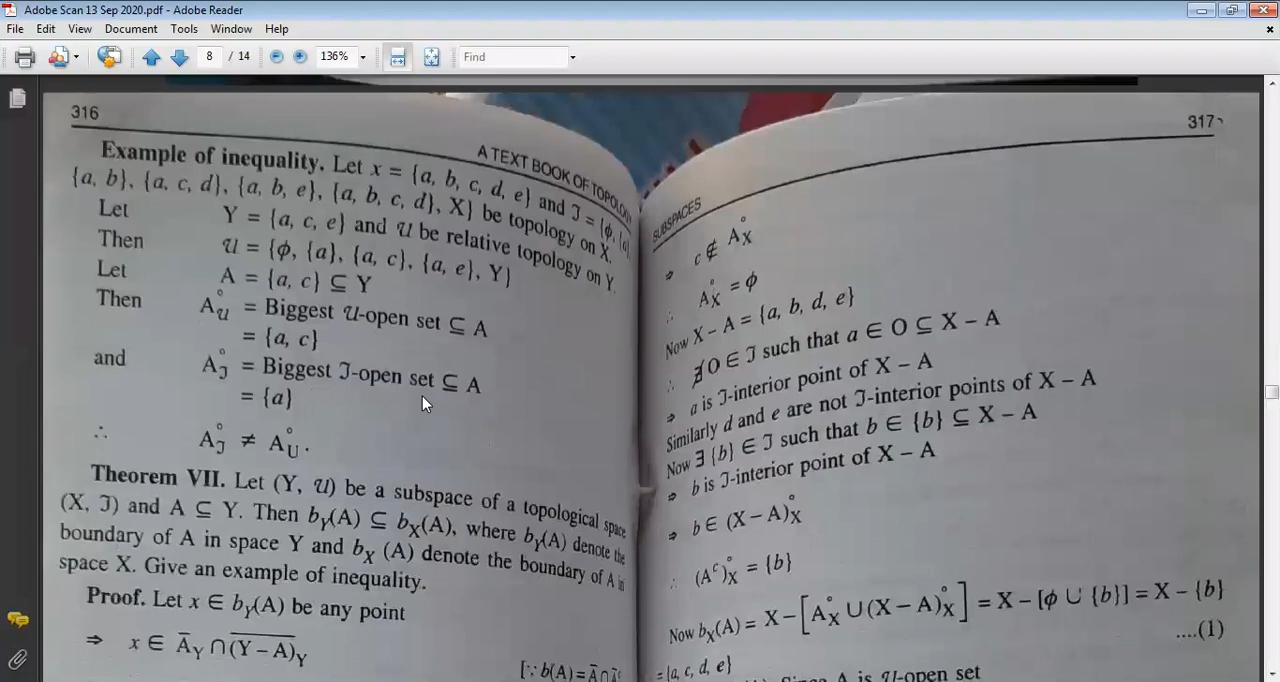 Adobe Scan 13 Sep 2020.pdf - Adobe Reader
File Edit View Document Tools Window Help
8 / 14 136% Find
316
A TEXT BOOK OF TOPOLOGY
Example of inequality. Let x = {a, b, c, d, e} and ℑ = {ϕ, {a},
{a, b}, {a, c, d}, {a, b, e}, {a, b, c, d}, X} be topology on X.
Let Y = {a, c, e} and 𝒰 be relative topology on Y.
Then 𝒰 = {ϕ, {a}, {a, c}, {a, e}, Y}
Let A = {a, c} ⊆ Y
Then A°𝒰 = Biggest 𝒰-open set ⊆ A
= {a, c}
and A°ℑ = Biggest ℑ-open set ⊆ A
= {a}
∴ A°ℑ ≠ A°U .
Theorem VII. Let (Y, 𝒰) be a subspace of a topological space
(X, ℑ) and A ⊆ Y. Then bY(A) ⊆ bX(A), where bY(A) denote the
boundary of A in space Y and bX (A) denote the boundary of A in
space X. Give an example of inequality.
Proof. Let x ∈ bY(A) be any point
⇒ x ∈ A̅Y ∩ (Y − A)‾Y
[∵ b(A) = A̅ ∩ A̅ᶜ
317
SUBSPACES
⇒ c ∉ A°X
∴ A°X = ϕ
Now X − A = {a, b, d, e}
∴ ∄ O ∈ ℑ such that a ∈ O ⊆ X − A
⇒ a is ℑ-interior point of X − A
Similarly d and e are not ℑ-interior points of X − A
Now ∃ {b} ∈ ℑ such that b ∈ {b} ⊆ X − A
⇒ b is ℑ-interior point of X − A
⇒ b ∈ (X − A)°X
∴ (Aᶜ)°X = {b}
Now bX(A) = X − [A°X ∪ (X − A)°X] = X − [ϕ ∪ {b}] = X − {b}
....(1)
= {a, c, d, e}
Since A is 𝒰-open set